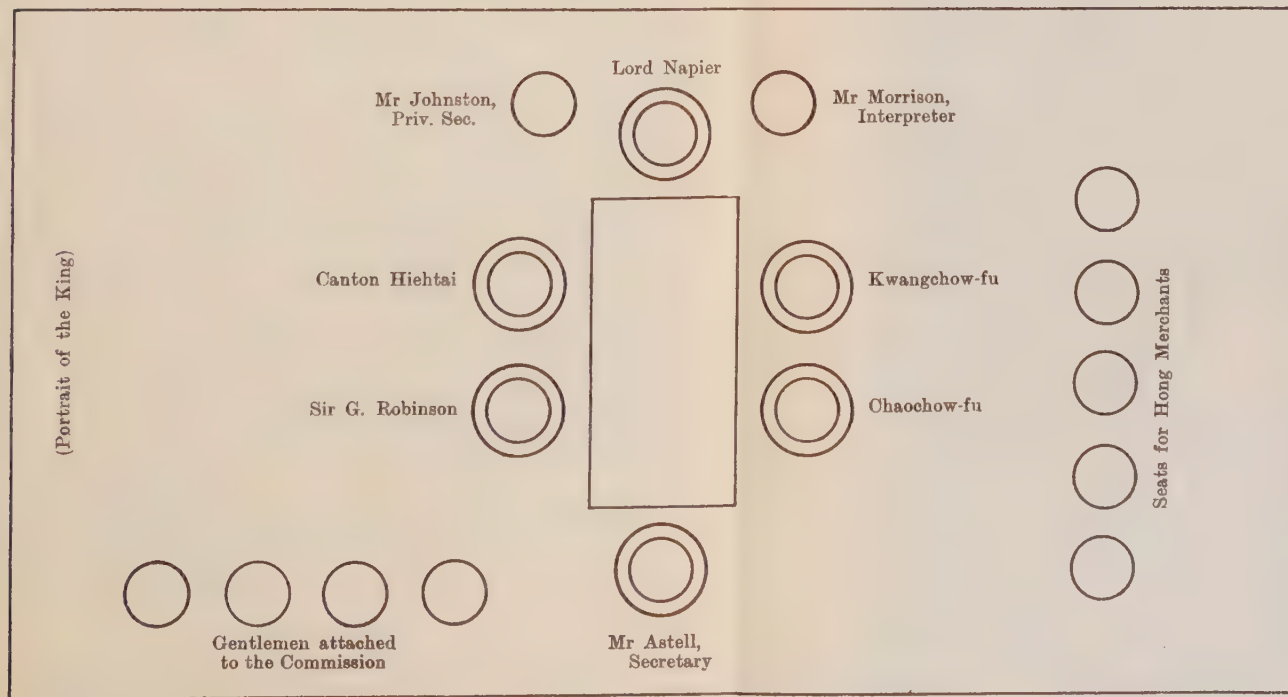 Lord Napier
Mr Johnston,
Priv. Sec.
Mr Morrison,
Interpreter
(Portrait of the King)
Canton Hiehtai
Kwangchow-fu
Sir G. Robinson
Chaochow-fu
Seats for Hong Merchants
Gentlemen attached
to the Commission
Mr Astell,
Secretary